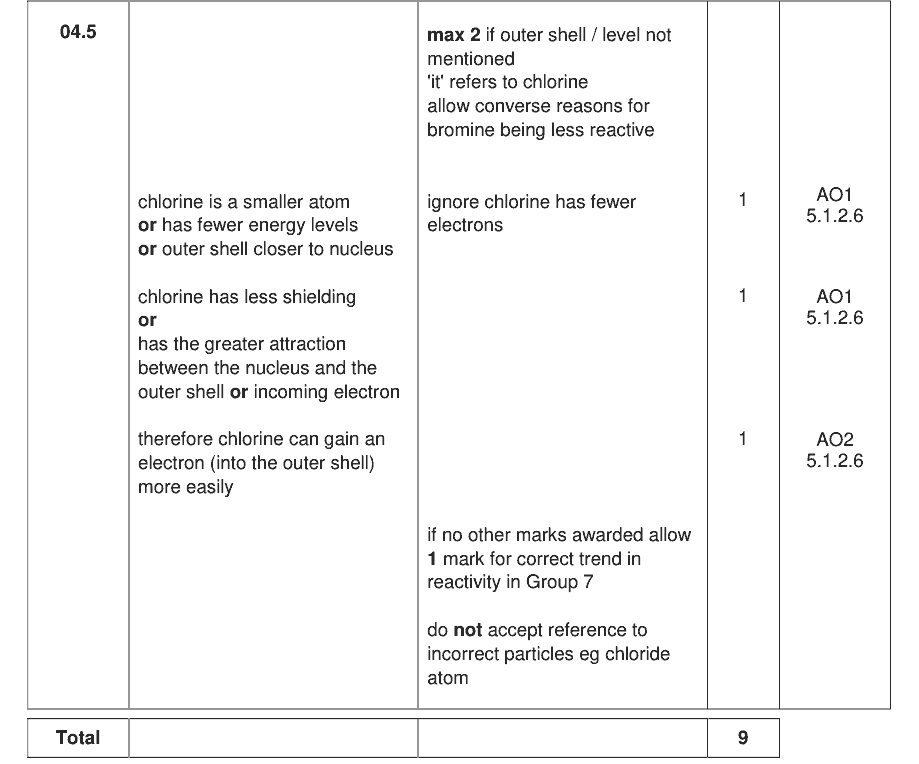 04.5
max 2 if outer shell / level not
mentioned
'it' refers to chlorine
allow converse reasons for
bromine being less reactive
chlorine is a smaller atom
or has fewer energy levels
or outer shell closer to nucleus
ignore chlorine has fewer
electrons
1
AO1
5.1.2.6
chlorine has less shielding
or
has the greater attraction
between the nucleus and the
outer shell or incoming electron
1
AO1
5.1.2.6
therefore chlorine can gain an
electron (into the outer shell)
more easily
1
AO2
5.1.2.6
if no other marks awarded allow
1 mark for correct trend in
reactivity in Group 7
do not accept reference to
incorrect particles eg chloride
atom
Total
9